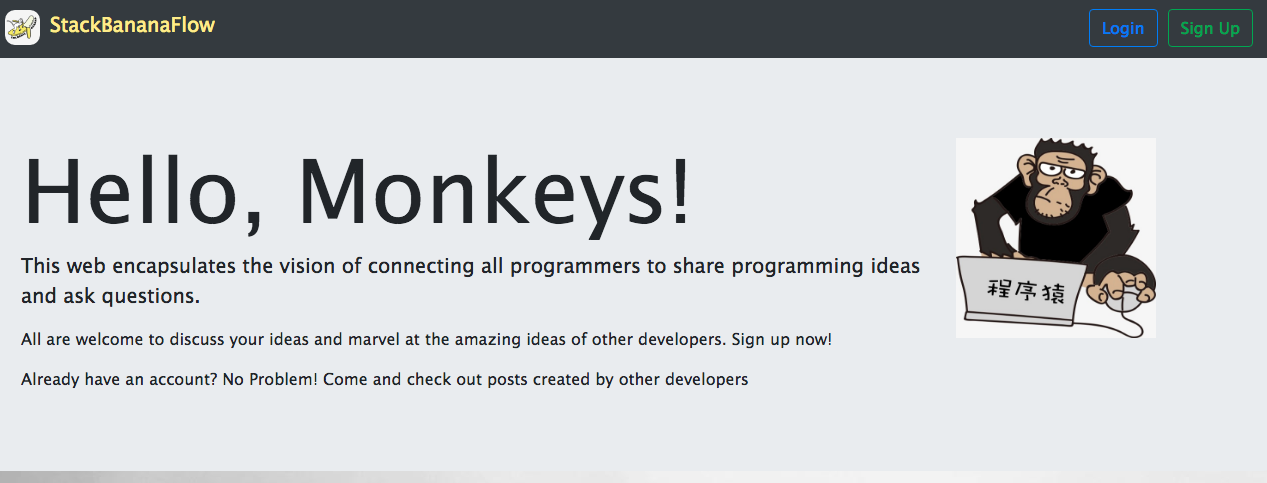 StackBananaFlow
Login
Sign Up
Hello, Monkeys!
This web encapsulates the vision of connecting all programmers to share programming ideas
and ask questions.
程序猿
All are welcome to discuss your ideas and marvel at the amazing ideas of other developers. Sign up now!
Already have an account? No Problem! Come and check out posts created by other developers